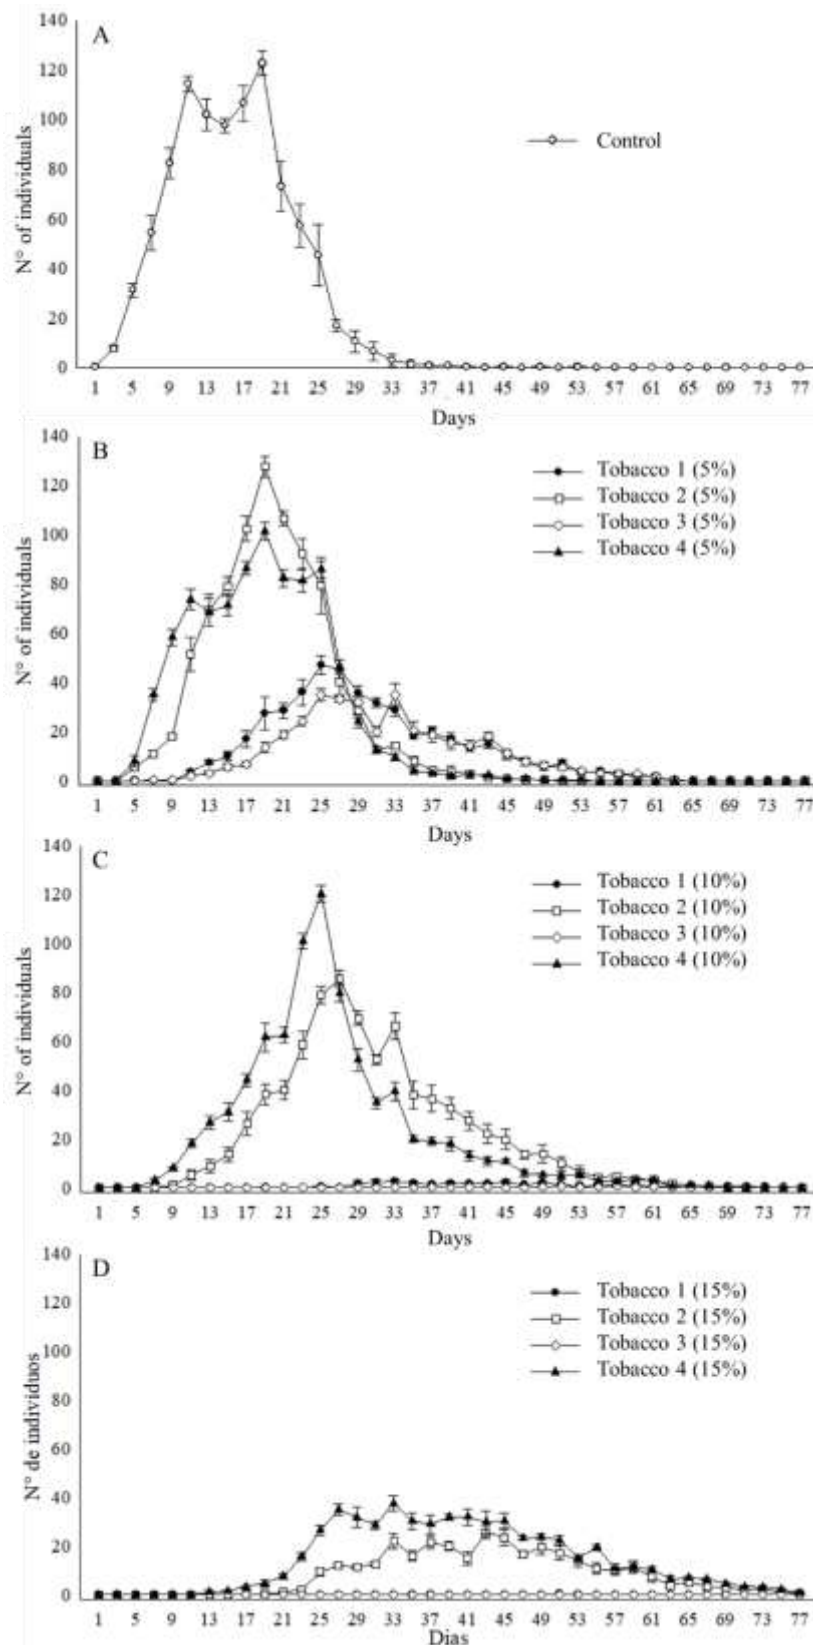 A
140
120
100
80
60
40
20
0
N° of individuals
Control
1 5 9 13 17 21 25 29 33 37 41 45 49 53 57 61 65 69 73 77
Days
B
140
120
100
80
60
40
20
0
N° of individuals
Tobacco 1 (5%)
Tobacco 2 (5%)
Tobacco 3 (5%)
Tobacco 4 (5%)
1 5 9 13 17 21 25 29 33 37 41 45 49 53 57 61 65 69 73 77
Days
C
140
120
100
80
60
40
20
0
N° of individuals
Tobacco 1 (10%)
Tobacco 2 (10%)
Tobacco 3 (10%)
Tobacco 4 (10%)
1 5 9 13 17 21 25 29 33 37 41 45 49 53 57 61 65 69 73 77
Days
D
140
120
100
80
60
40
20
0
N° de individuos
Tobacco 1 (15%)
Tobacco 2 (15%)
Tobacco 3 (15%)
Tobacco 4 (15%)
1 5 9 13 17 21 25 29 33 37 41 45 49 53 57 61 65 69 73 77
Dias